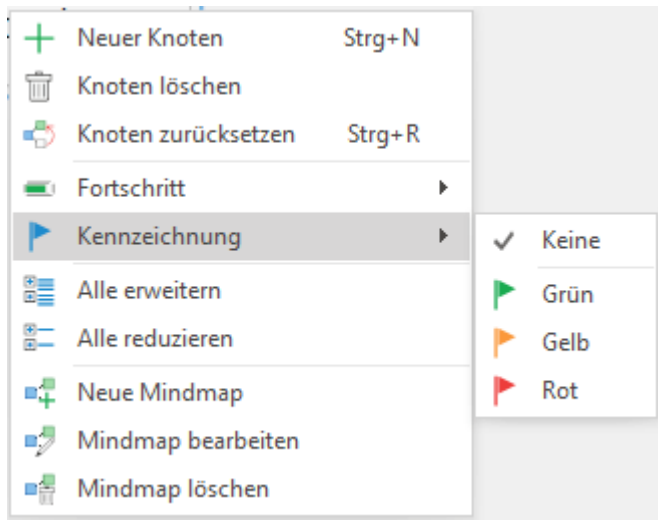 Neuer Knoten Strg+N
Knoten löschen
Knoten zurücksetzen Strg+R
Fortschritt
Kennzeichnung
Keine
Alle erweitern
Grün
Alle reduzieren
Gelb
Neue Mindmap
Rot
Mindmap bearbeiten
Mindmap löschen